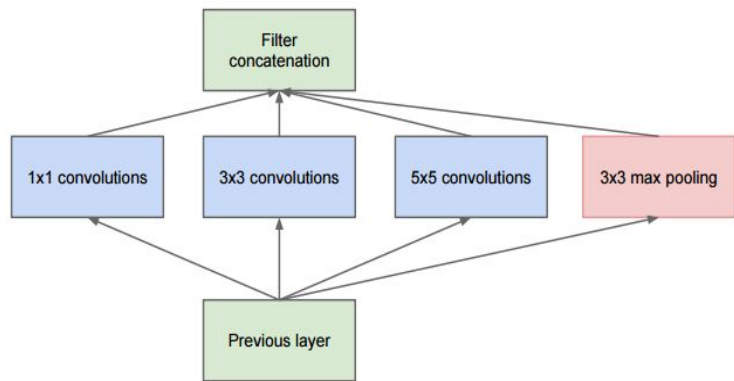 Filter
concatenation
1x1 convolutions
3x3 convolutions
5x5 convolutions
3x3 max pooling
Previous layer